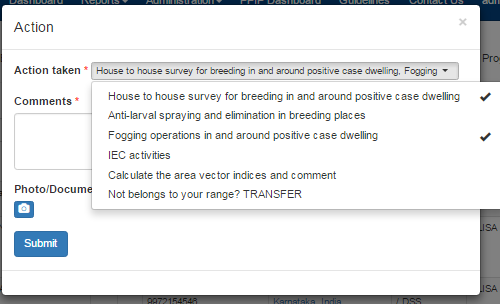 Dashboard Reports Dashboard Guidelines Contact Us
Action ×
Action taken * House to house survey for breeding in and around positive case dwelling, Fogging
Comments *
House to house survey for breeding in and around positive case dwelling
Anti-larval spraying and elimination in breeding places
Fogging operations in and around positive case dwelling
IEC activities
Calculate the area vector indices and comment
Not belongs to your range? TRANSFER
Photo/Docume
Submit
9972154546 Karnataka, India / DSS